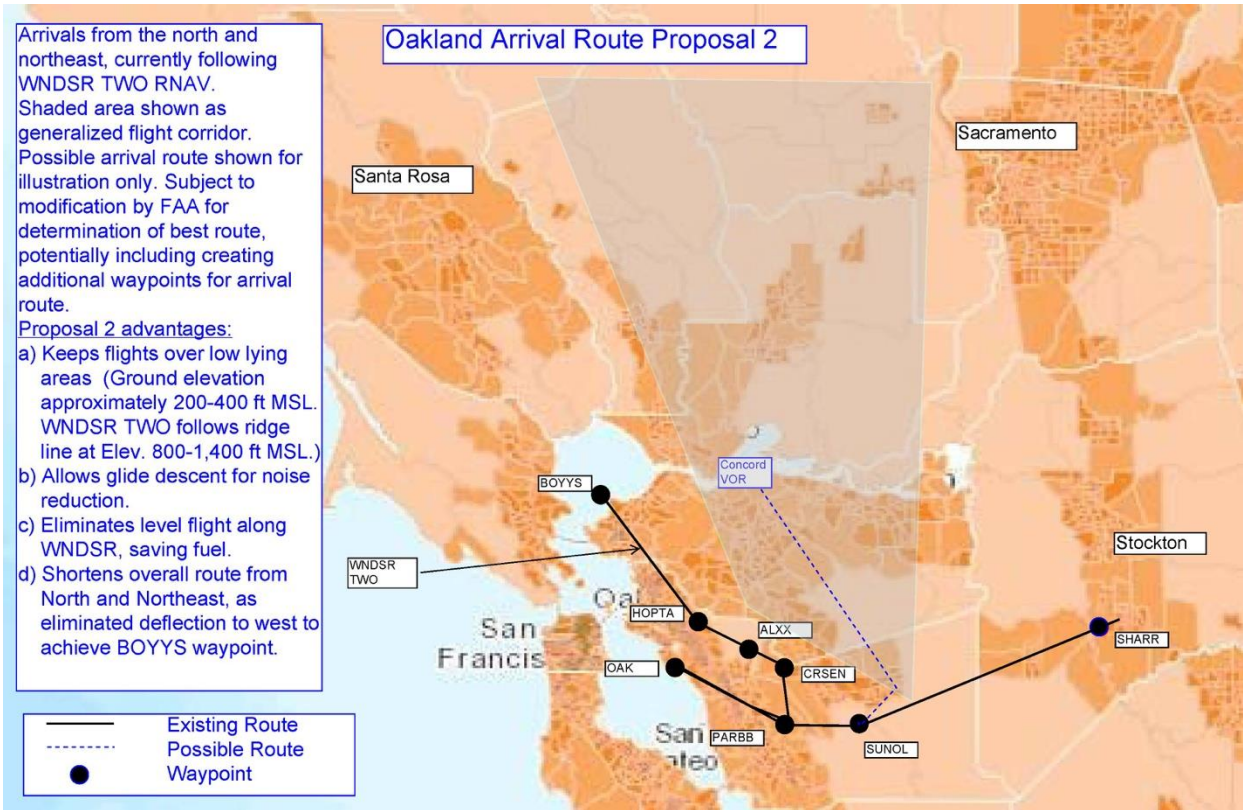 Arrivals from the north and
northeast, currently following
WNDSR TWO RNAV.
Shaded area shown as
generalized flight corridor.
Possible arrival route shown for
illustration only. Subject to
modification by FAA for
determination of best route,
potentially including creating
additional waypoints for arrival
route.
Proposal 2 advantages:
a) Keeps flights over low lying
areas (Ground elevation
approximately 200-400 ft MSL.
WNDSR TWO follows ridge
line at Elev. 800-1,400 ft MSL.)
b) Allows glide descent for noise
reduction.
c) Eliminates level flight along
WNDSR, saving fuel.
d) Shortens overall route from
North and Northeast, as
eliminated deflection to west to
achieve BOYYS waypoint.
Oakland Arrival Route Proposal 2
Sacramento
Santa Rosa
Concord
VOR
BOYYS
WNDSR
TWO
Stockton
HOPTA
San
Francis
ALXX
SHARR
OAK
CRSEN
PARBB
San
ateo
SUNOL
Existing Route
Possible Route
Waypoint